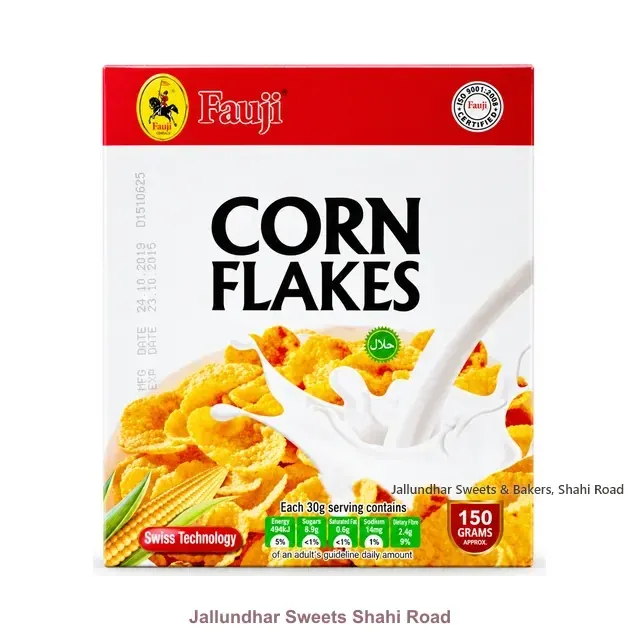 Fauji
Fauji
CEREALS
ISO 9001:2008
Fauji
CERTIFIED
D1510625
MFG DATE 24.10.2019
EXP DATE 23.10.2015
CORN
FLAKES
حلال
Jallundhar Sweets & Bakers, Shahi Road
Each 30g serving contains
Energy Sugars Saturated Fat Sodium Dietary Fibre
494kJ 8.9g 0.6g 14mg 2.4g
5% <1% <1% 1% 9%
of an adult's guideline daily amount
Swiss Technology
150
GRAMS
APPROX.
Jallundhar Sweets Shahi Road